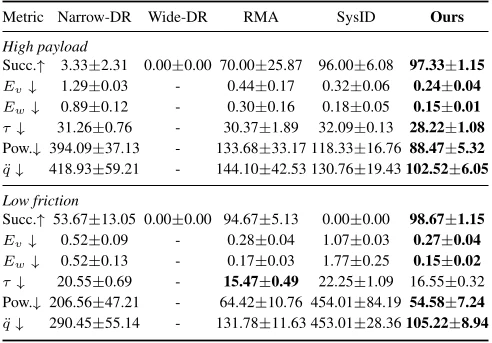 Metric Narrow-DR Wide-DR RMA SysID Ours
High payload
Succ.↑ 3.33±2.31 0.00±0.00 70.00±25.87 96.00±6.08 97.33±1.15
E_v ↓ 1.29±0.03 - 0.44±0.17 0.32±0.06 0.24±0.04
E_w ↓ 0.89±0.12 - 0.30±0.16 0.18±0.05 0.15±0.01
τ ↓ 31.26±0.76 - 30.37±1.89 32.09±0.13 28.22±1.08
Pow.↓ 394.09±37.13 - 133.68±33.17 118.33±16.76 88.47±5.32
q̈ ↓ 418.93±59.21 - 144.10±42.53 130.76±19.43 102.52±6.05
Low friction
Succ.↑ 53.67±13.05 0.00±0.00 94.67±5.13 0.00±0.00 98.67±1.15
E_v ↓ 0.52±0.09 - 0.28±0.04 1.07±0.03 0.27±0.04
E_w ↓ 0.52±0.13 - 0.17±0.03 1.77±0.25 0.15±0.02
τ ↓ 20.55±0.69 - 15.47±0.49 22.25±1.09 16.55±0.32
Pow.↓ 206.56±47.21 - 64.42±10.76 454.01±84.19 54.58±7.24
q̈ ↓ 290.45±55.14 - 131.78±11.63 453.01±28.36 105.22±8.94